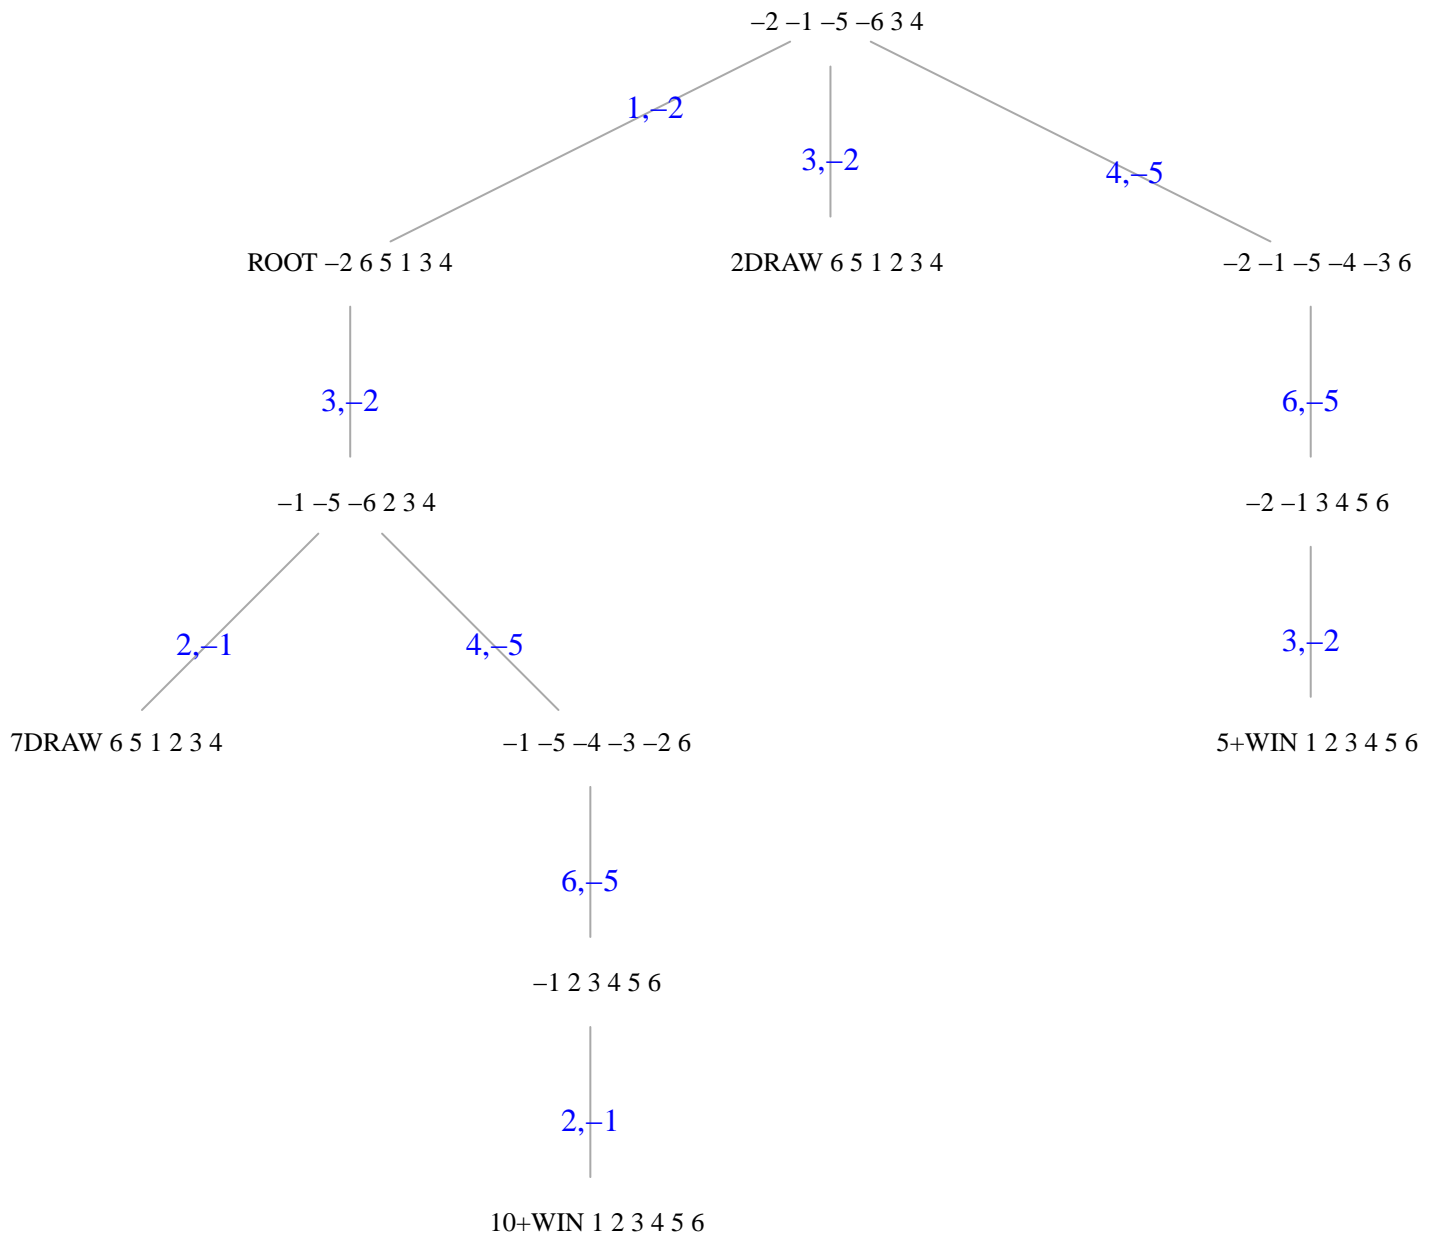 –2 –1 –5 –6 3 4
1,–2
3,–2
4,–5
ROOT –2 6 5 1 3 4
2DRAW 6 5 1 2 3 4
–2 –1 –5 –4 –3 6
3,–2
6,–5
–1 –5 –6 2 3 4
–2 –1 3 4 5 6
2,–1
4,–5
3,–2
7DRAW 6 5 1 2 3 4
–1 –5 –4 –3 –2 6
5+WIN 1 2 3 4 5 6
6,–5
–1 2 3 4 5 6
2,–1
10+WIN 1 2 3 4 5 6